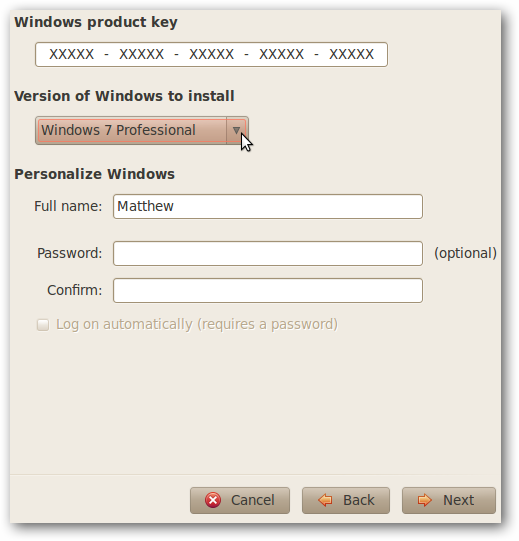 Windows product key
XXXXX - XXXXX - XXXXX - XXXXX - XXXXX
Version of Windows to install
Windows 7 Professional
Personalize Windows
Full name: Matthew
Password: (optional)
Confirm:
Log on automatically (requires a password)
Cancel Back Next